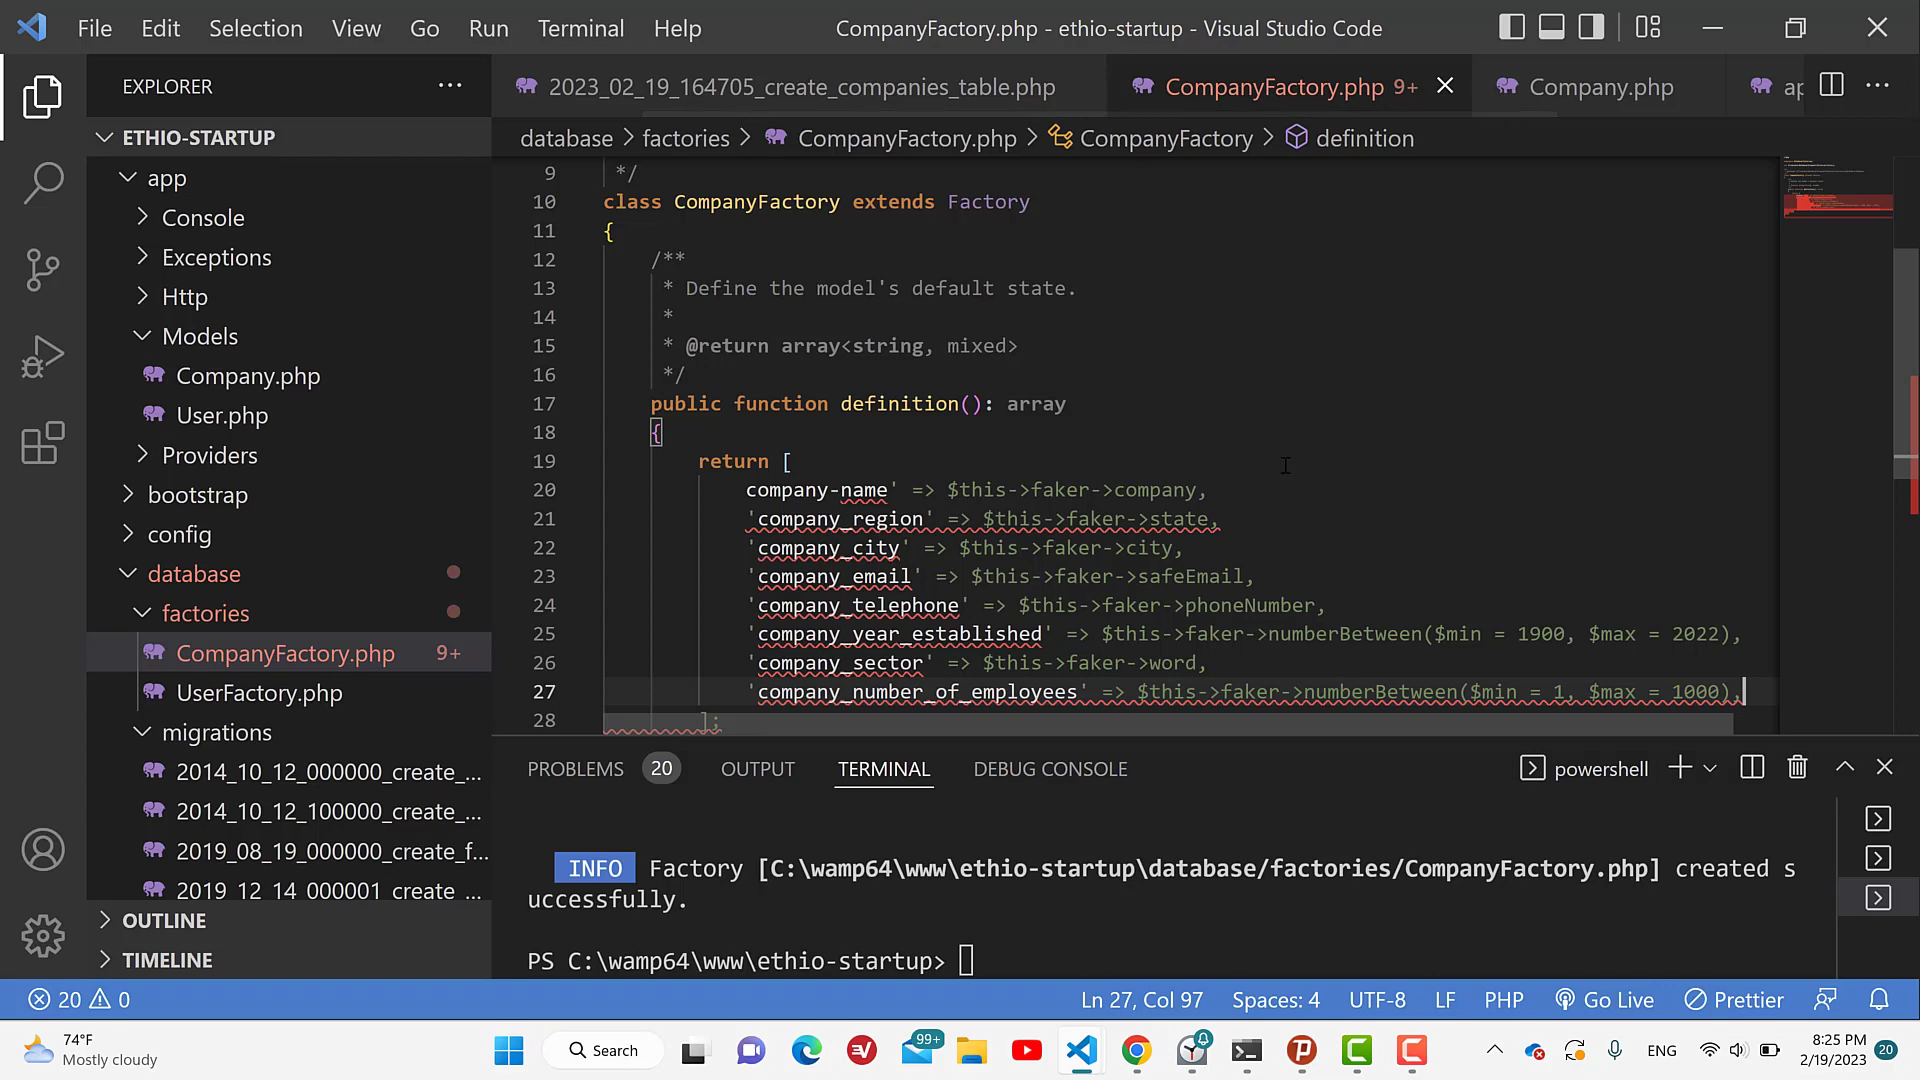 File Edit Selection View Go Run Terminal Help
CompanyFactory.php - ethio-startup - Visual Studio Code
EXPLORER
2023_02_19_164705_create_companies_table.php
CompanyFactory.php 9+
Company.php
ap
ETHIO-STARTUP
app
Console
Exceptions
Http
Models
Company.php
User.php
Providers
bootstrap
config
database
factories
CompanyFactory.php 9+
UserFactory.php
migrations
2014_10_12_000000_create_...
2014_10_12_100000_create_...
2019_08_19_000000_create_f...
2019_12_14_000001_create_...
OUTLINE
TIMELINE
database > factories > CompanyFactory.php > CompanyFactory > definition
9 */
10 class CompanyFactory extends Factory
11 {
12 /**
13 * Define the model's default state.
14 *
15 * @return array<string, mixed>
16 */
17 public function definition(): array
18 {
19 return [
20 company-name' => $this->faker->company,
21 'company_region' => $this->faker->state,
22 'company_city' => $this->faker->city,
23 'company_email' => $this->faker->safeEmail,
24 'company_telephone' => $this->faker->phoneNumber,
25 'company_year_established' => $this->faker->numberBetween($min = 1900, $max = 2022),
26 'company_sector' => $this->faker->word,
27 'company_number_of_employees' => $this->faker->numberBetween($min = 1, $max = 1000),
28 ];
PROBLEMS 20 OUTPUT TERMINAL DEBUG CONSOLE
powershell
INFO Factory [C:\wamp64\www\ethio-startup\database/factories/CompanyFactory.php] created s
uccessfully.
PS C:\wamp64\www\ethio-startup>
20 0
Ln 27, Col 97 Spaces: 4 UTF-8 LF PHP Go Live Prettier
74°F
Mostly cloudy
Search
99+
ENG
8:25 PM
2/19/2023
20